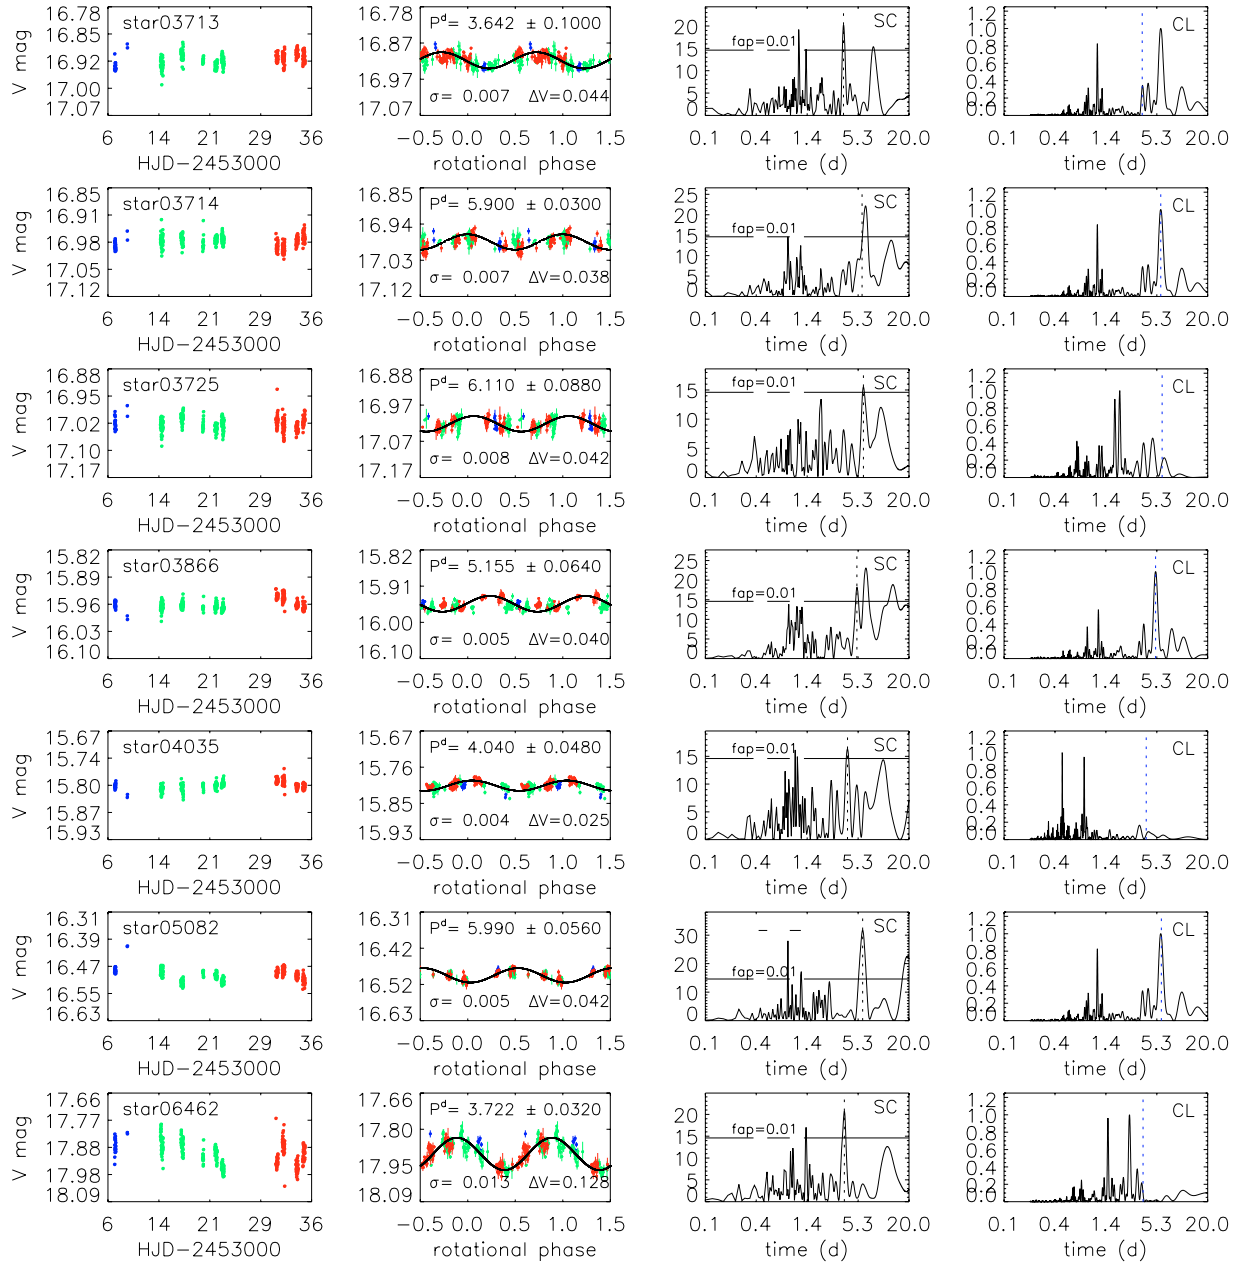 16.78 16.85 16.92 17.00 17.07
V mag
star03713
6 14 21 29 36
HJD−2453000
16.78 16.87 16.92 16.97 17.07
P^d= 3.642 ± 0.1000
σ= 0.007 ΔV=0.044
−0.5 0.0 0.5 1.0 1.5
rotational phase
25 20 15 10 5 0
SC
fap=0.01
0.1 0.4 1.4 5.3 20.0
time (d)
1.2 1.0 0.8 0.6 0.4 0.2 0.0
CL
0.1 0.4 1.4 5.3 20.0
time (d)
16.85 16.91 16.98 17.05 17.12
V mag
star03714
6 14 21 29 36
HJD−2453000
16.85 16.94 17.03 17.12
P^d= 5.900 ± 0.0300
σ= 0.007 ΔV=0.038
−0.5 0.0 0.5 1.0 1.5
rotational phase
25 20 15 10 5 0
SC
fap=0.01
0.1 0.4 1.4 5.3 20.0
time (d)
1.2 1.0 0.8 0.6 0.4 0.2 0.0
CL
0.1 0.4 1.4 5.3 20.0
time (d)
16.88 16.95 17.02 17.10 17.17
V mag
star03725
6 14 21 29 36
HJD−2453000
16.88 16.97 17.07 17.17
P^d= 6.110 ± 0.0880
σ= 0.008 ΔV=0.042
−0.5 0.0 0.5 1.0 1.5
rotational phase
15 10 5 0
SC
fap=0.01
0.1 0.4 1.4 5.3 20.0
time (d)
1.2 1.0 0.8 0.6 0.4 0.2 0.0
CL
0.1 0.4 1.4 5.3 20.0
time (d)
15.82 15.89 15.96 16.03 16.10
V mag
star03866
6 14 21 29 36
HJD−2453000
15.82 15.91 16.00 16.10
P^d= 5.155 ± 0.0640
σ= 0.005 ΔV=0.040
−0.5 0.0 0.5 1.0 1.5
rotational phase
25 20 15 10 5 0
SC
fap=0.01
0.1 0.4 1.4 5.3 20.0
time (d)
1.2 1.0 0.8 0.6 0.4 0.2 0.0
CL
0.1 0.4 1.4 5.3 20.0
time (d)
15.67 15.74 15.80 15.87 15.93
V mag
star04035
6 14 21 29 36
HJD−2453000
15.67 15.76 15.85 15.93
P^d= 4.040 ± 0.0480
σ= 0.004 ΔV=0.025
−0.5 0.0 0.5 1.0 1.5
rotational phase
15 10 5 0
SC
fap=0.01
0.1 0.4 1.4 5.3 20.0
time (d)
1.2 1.0 0.8 0.6 0.4 0.2 0.0
CL
0.1 0.4 1.4 5.3 20.0
time (d)
16.31 16.39 16.47 16.55 16.63
V mag
star05082
6 14 21 29 36
HJD−2453000
16.31 16.42 16.52 16.63
P^d= 5.990 ± 0.0560
σ= 0.005 ΔV=0.042
−0.5 0.0 0.5 1.0 1.5
rotational phase
30 20 10 0
SC
fap=0.01
0.1 0.4 1.4 5.3 20.0
time (d)
1.2 1.0 0.8 0.6 0.4 0.2 0.0
CL
0.1 0.4 1.4 5.3 20.0
time (d)
17.66 17.77 17.88 17.98 18.09
V mag
star06462
6 14 21 29 36
HJD−2453000
17.66 17.80 17.95 18.09
P^d= 3.722 ± 0.0320
σ= 0.013 ΔV=0.128
−0.5 0.0 0.5 1.0 1.5
rotational phase
20 15 10 5 0
SC
fap=0.01
0.1 0.4 1.4 5.3 20.0
time (d)
1.2 1.0 0.8 0.6 0.4 0.2 0.0
CL
0.1 0.4 1.4 5.3 20.0
time (d)